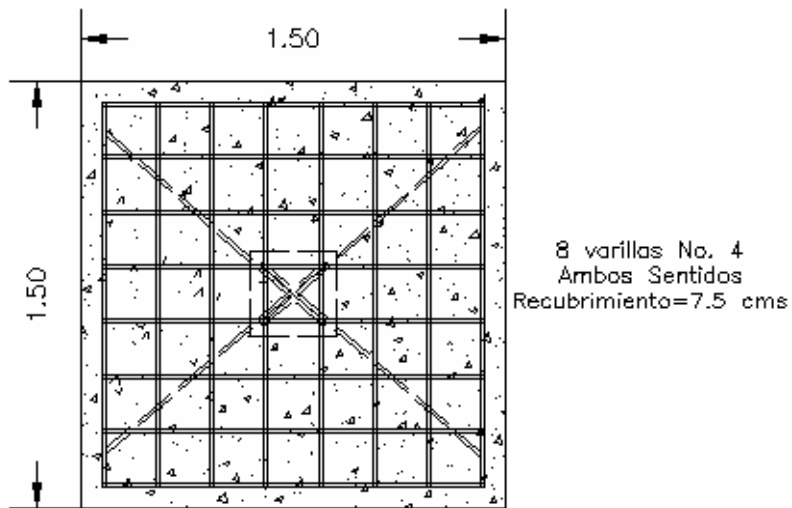 1.50
1.50
8 varillas No. 4
Ambos Sentidos
Recubrimiento=7.5 cms